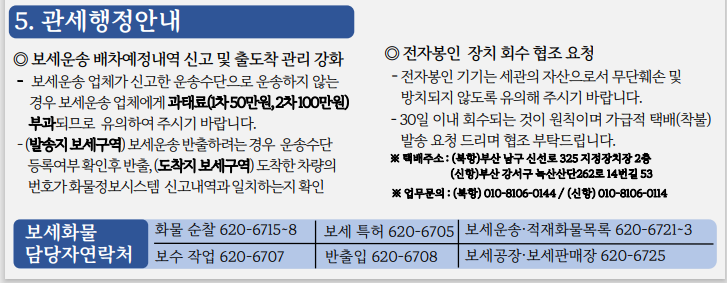 5. 관세행정안내
◎ 보세운송 배차예정내역 신고 및 출도착 관리 강화
- 보세운송 업체가 신고한 운송수단으로 운송하지 않는
경우 보세운송 업체에게 과태료(1차 50만원, 2차 100만원)
부과되므로 유의하여 주시기 바랍니다.
- (발송지 보세구역) 보세운송 반출하려는 경우 운송수단
등록여부 확인후 반출, (도착지 보세구역) 도착한 차량의
번호가 화물정보시스템 신고내역과 일치하는지 확인
◎ 전자봉인 장치 회수 협조 요청
- 전자봉인 기기는 세관의 자산으로서 무단훼손 및
방치되지 않도록 유의해 주시기 바랍니다.
- 30일 이내 회수되는 것이 원칙이며 가급적 택배(착불)
발송 요청 드리며 협조 부탁드립니다.
※ 택배주소 : (북항)부산 남구 신선로 325 지정장치장 2층
(신항)부산 강서구 녹산산단262로 14번길 53
※ 업무문의 : (북항) 010-8106-0144 / (신항) 010-8106-0114
보세화물
담당자연락처
화물 순찰 620-6715~8 보세 특허 620-6705 보세운송·적재화물목록 620-6721~3
보수 작업 620-6707 반출입 620-6708 보세공장·보세판매장 620-6725